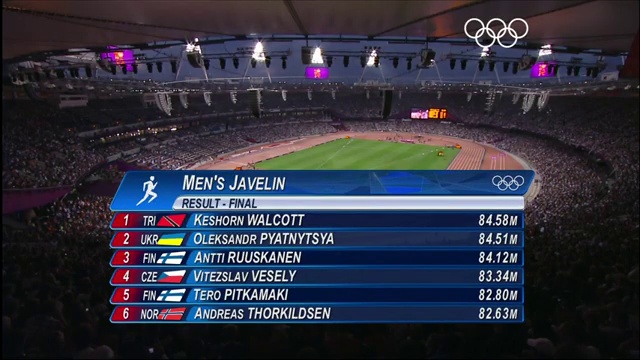 MEN'S JAVELIN
RESULT - FINAL
1 TRI KESHORN WALCOTT 84.58M
2 UKR OLEKSANDR PYATNYTSYA 84.51M
3 FIN ANTTI RUUSKANEN 84.12M
4 CZE VITEZSLAV VESELY 83.34M
5 FIN TERO PITKAMAKI 82.80M
6 NOR ANDREAS THORKILDSEN 82.63M